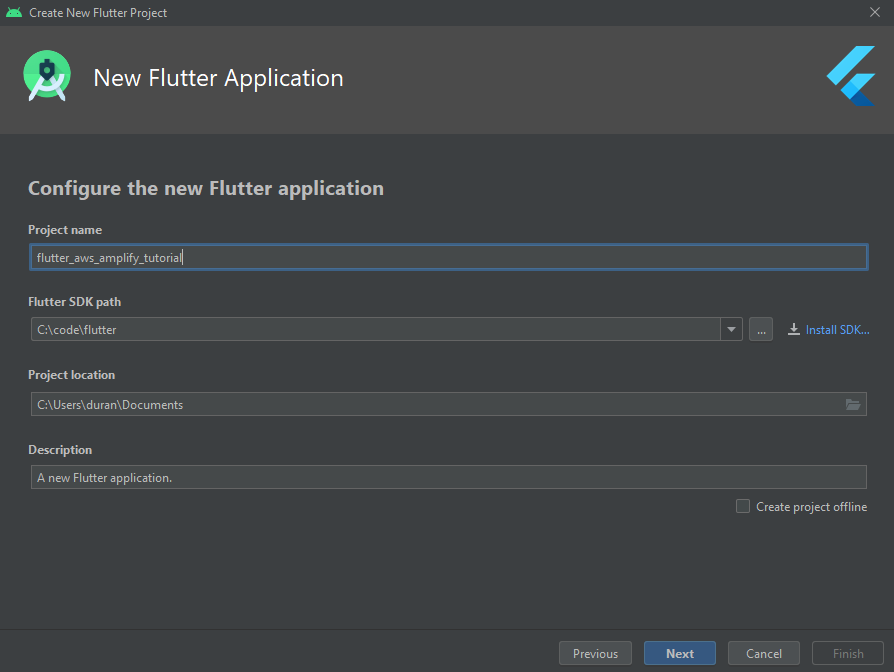 Create New Flutter Project
New Flutter Application
Configure the new Flutter application
Project name
flutter_aws_amplify_tutorial
Flutter SDK path
C:\code\flutter
... Install SDK...
Project location
C:\Users\duran\Documents
Description
A new Flutter application.
Create project offline
Previous Next Cancel Finish